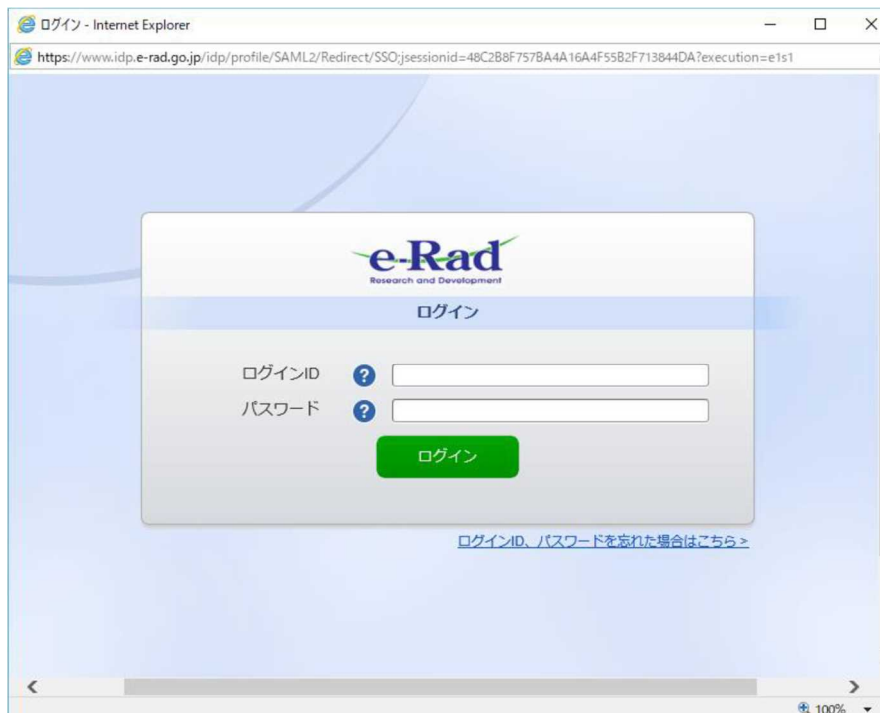 ログイン - Internet Explorer
https://www.idp.e-rad.go.jp/idp/profile/SAML2/Redirect/SSO;jsessionid=48C2B8F757BA4A16A4F55B2F713844DA?execution=e1s1
e-Rad
Research and Development
ログイン
ログインID
パスワード
ログイン
ログインID、パスワードを忘れた場合はこちら >
100%